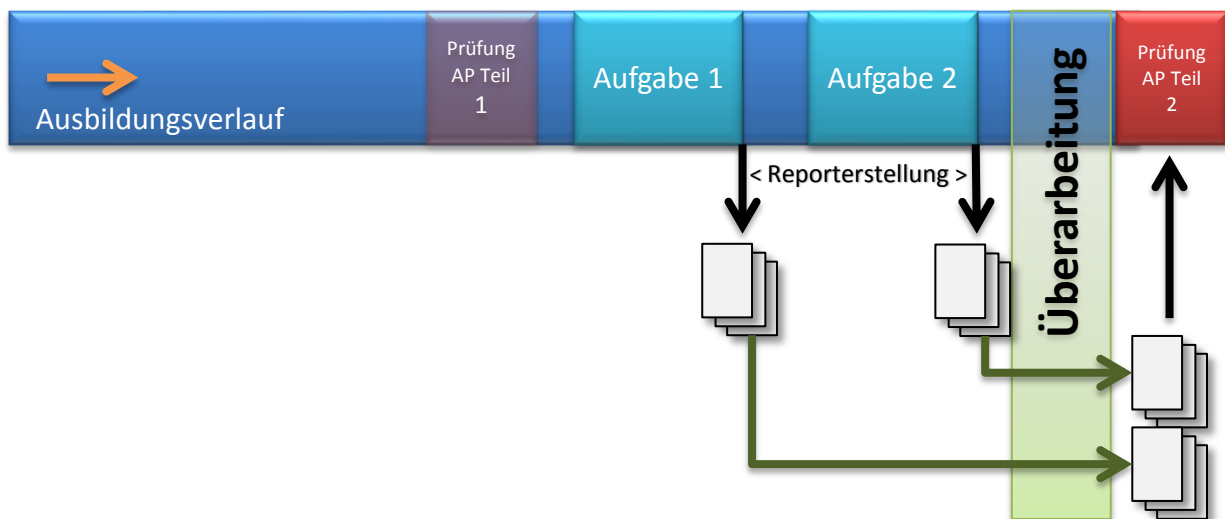 Ausbildungsverlauf
Prüfung
AP Teil
1
Aufgabe 1
Aufgabe 2
Überarbeitung
Prüfung
AP Teil
2
< Reporterstellung >